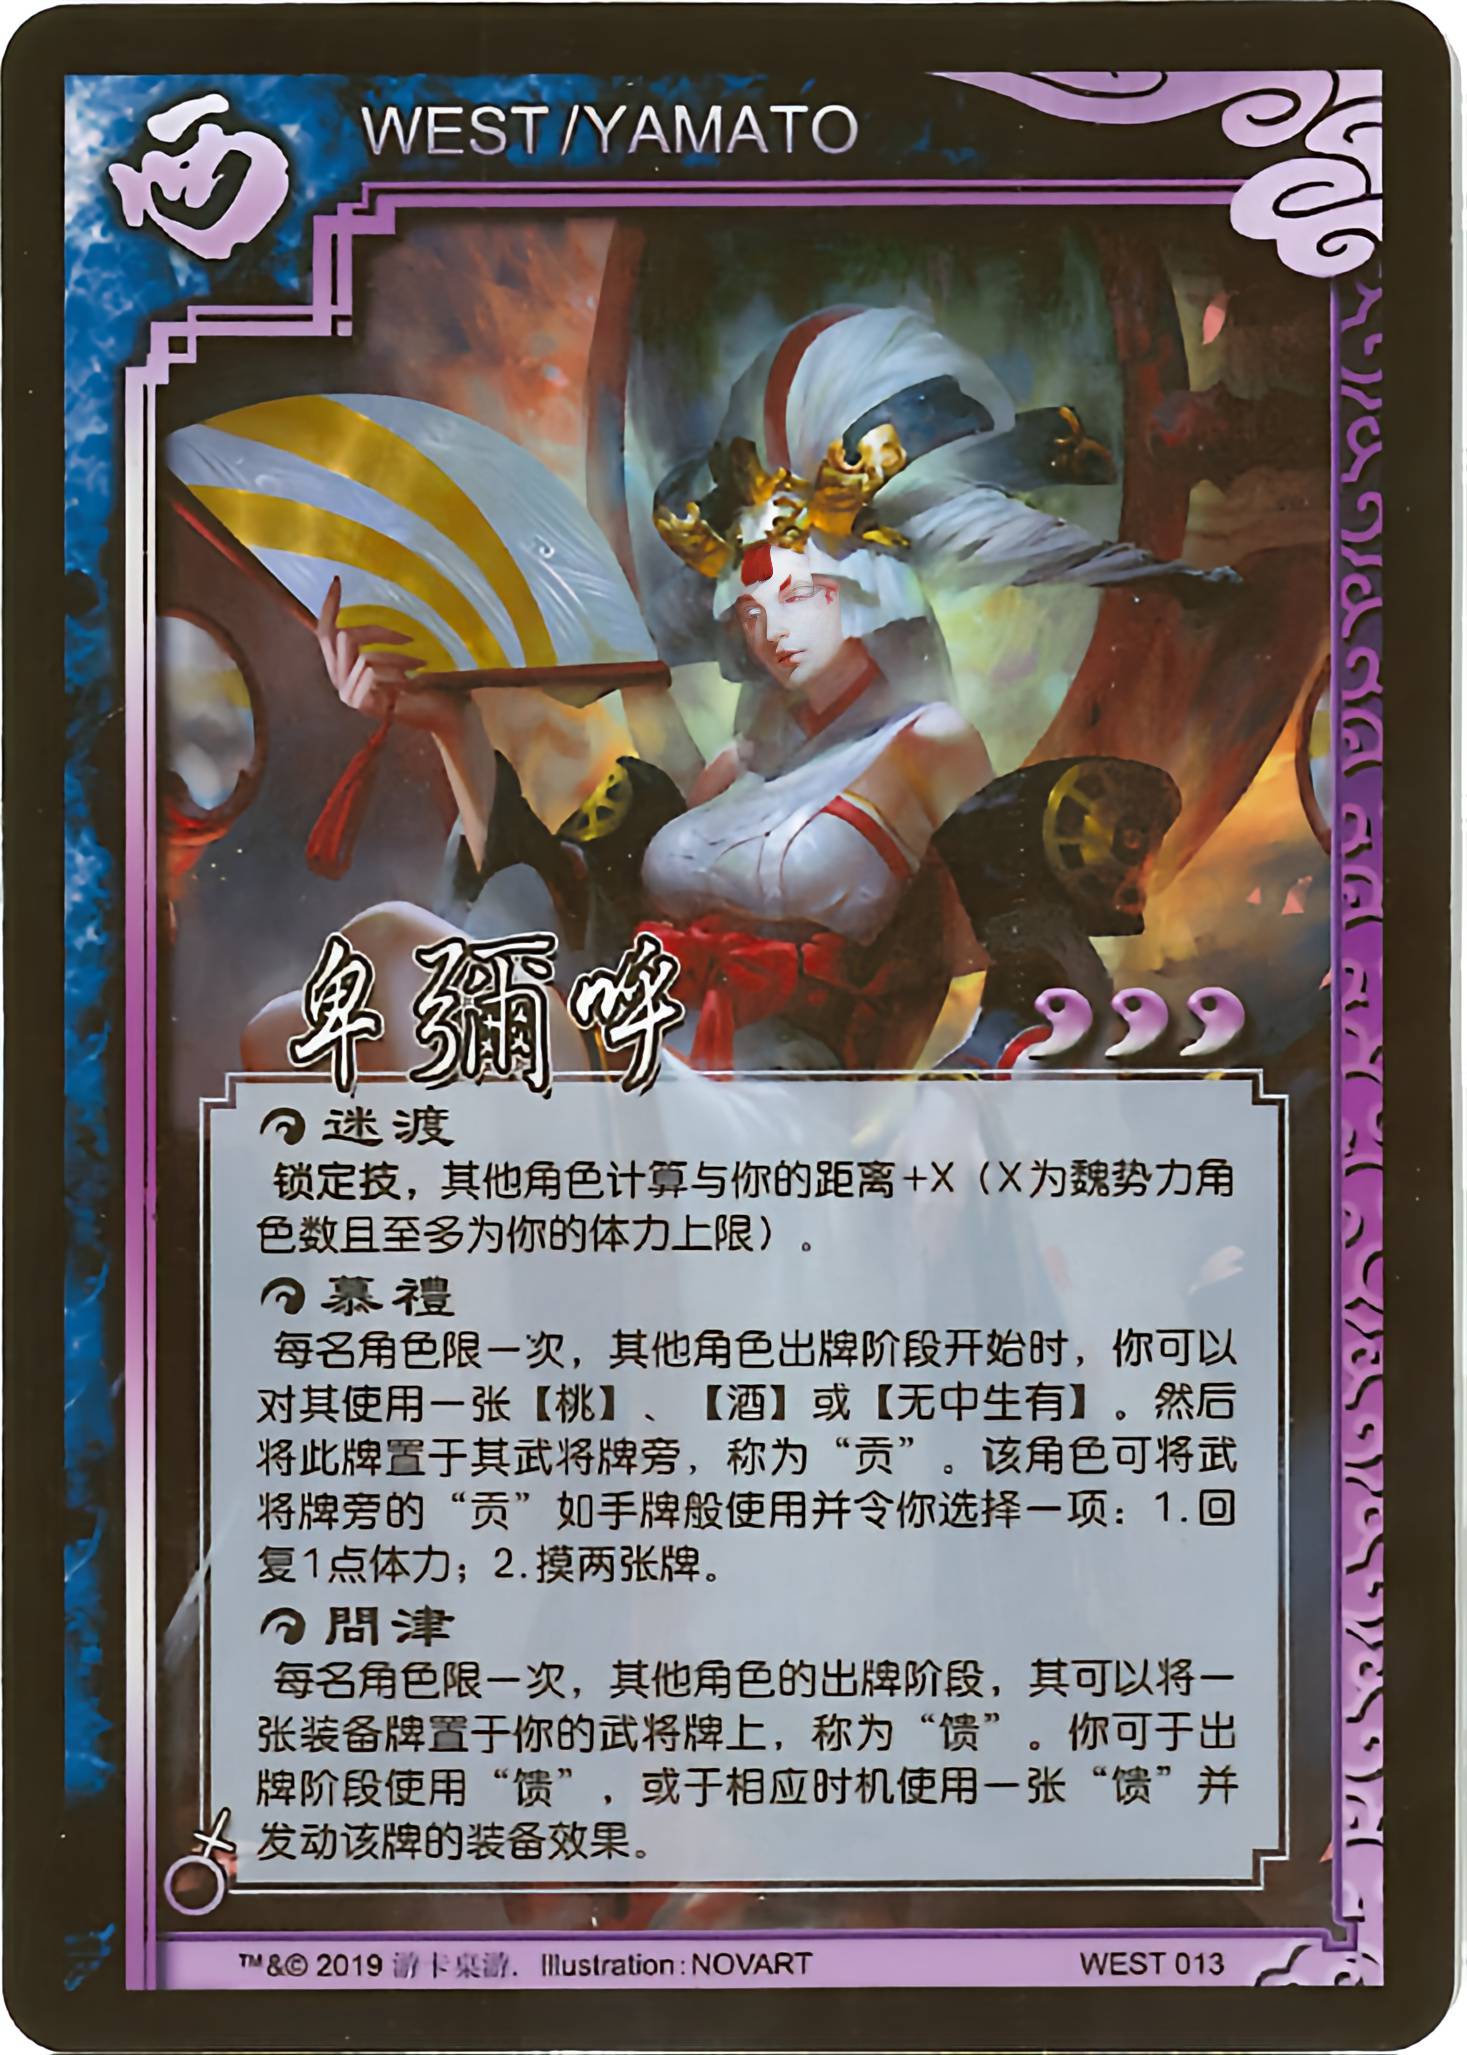 西
WEST/YAMATO
卑彌呼
迷渡
锁定技，其他角色计算与你的距离+X（X为魏势力角
色数且至多为你的体力上限）。
慕禮
每名角色限一次，其他角色出牌阶段开始时，你可以
对其使用一张【桃】、【酒】或【无中生有】。然后
将此牌置于其武将牌旁，称为“贡”。该角色可将武
将牌旁的“贡”如手牌般使用并令你选择一项：1.回
复1点体力；2.摸两张牌。
問津
每名角色限一次，其他角色的出牌阶段，其可以将一
张装备牌置于你的武将牌上，称为“馈”。你可于出
牌阶段使用“馈”，或于相应时机使用一张“馈”并
发动该牌的装备效果。
™&© 2019 游卡桌游. Illustration:NOVART
WEST 013